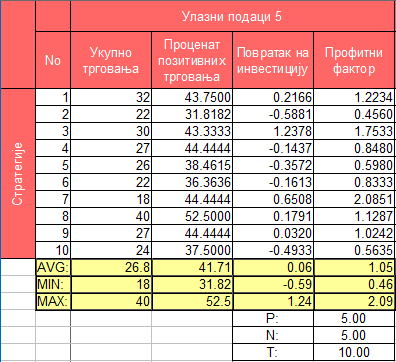 Улазни подаци 5
No Укупно трговања Проценат позитивних трговања Повратак на инвестицију Профитни фактор
Стратегије
1 32 43.7500 0.2166 1.2234
2 22 31.8182 -0.5881 0.4560
3 30 43.3333 1.2378 1.7533
4 27 44.4444 -0.1437 0.8480
5 26 38.4615 -0.3572 0.5980
6 22 36.3636 -0.1613 0.8333
7 18 44.4444 0.6508 2.0851
8 40 52.5000 0.1791 1.1287
9 27 44.4444 0.0320 1.0242
10 24 37.5000 -0.4933 0.5635
AVG: 26.8 41.71 0.06 1.05
MIN: 18 31.82 -0.59 0.46
MAX: 40 52.5 1.24 2.09
P: 5.00
N: 5.00
T: 10.00